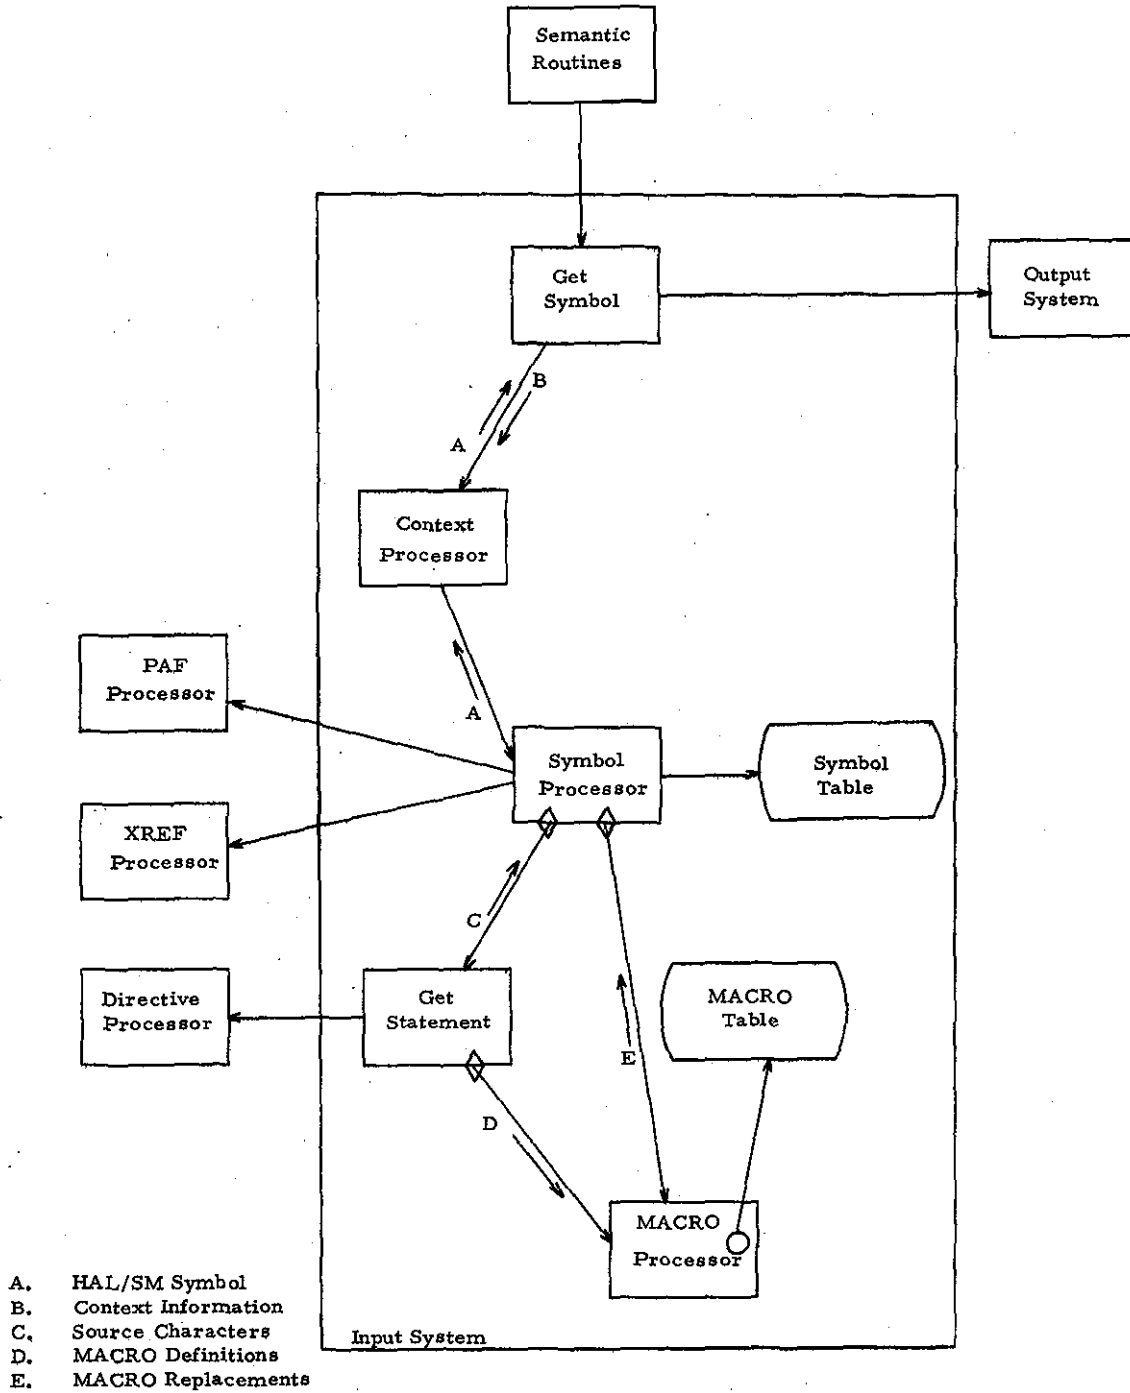 Semantic
Routines
Get
Symbol
Output
System
B
A
Context
Processor
PAF
Processor
A
Symbol
Processor
Symbol
Table
XREF
Processor
C
Directive
Processor
Get
Statement
MACRO
Table
E
D
MACRO
Processor
A. HAL/SM Symbol
B. Context Information
C. Source Characters
D. MACRO Definitions
E. MACRO Replacements
Input System